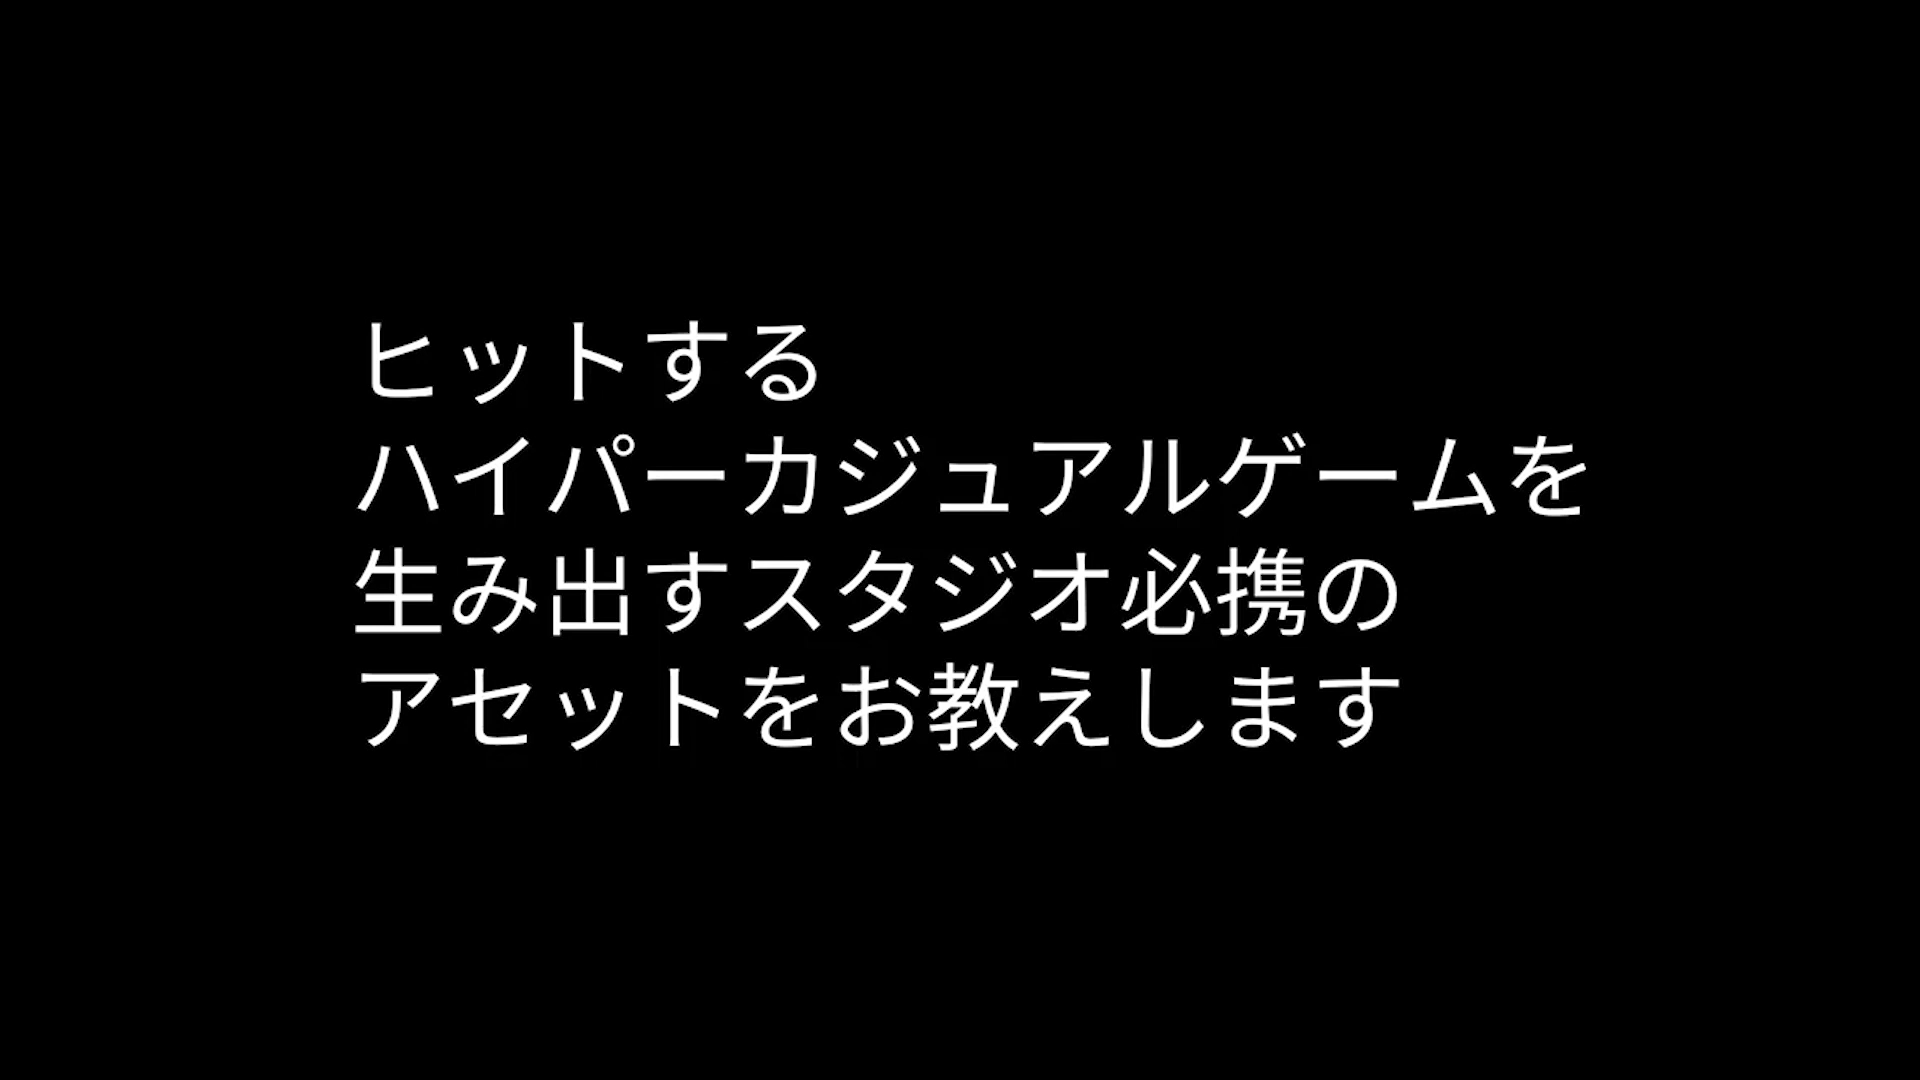 ヒットする
ハイパーカジュアルゲームを
生み出すスタジオ必携の
アセットをお教えします